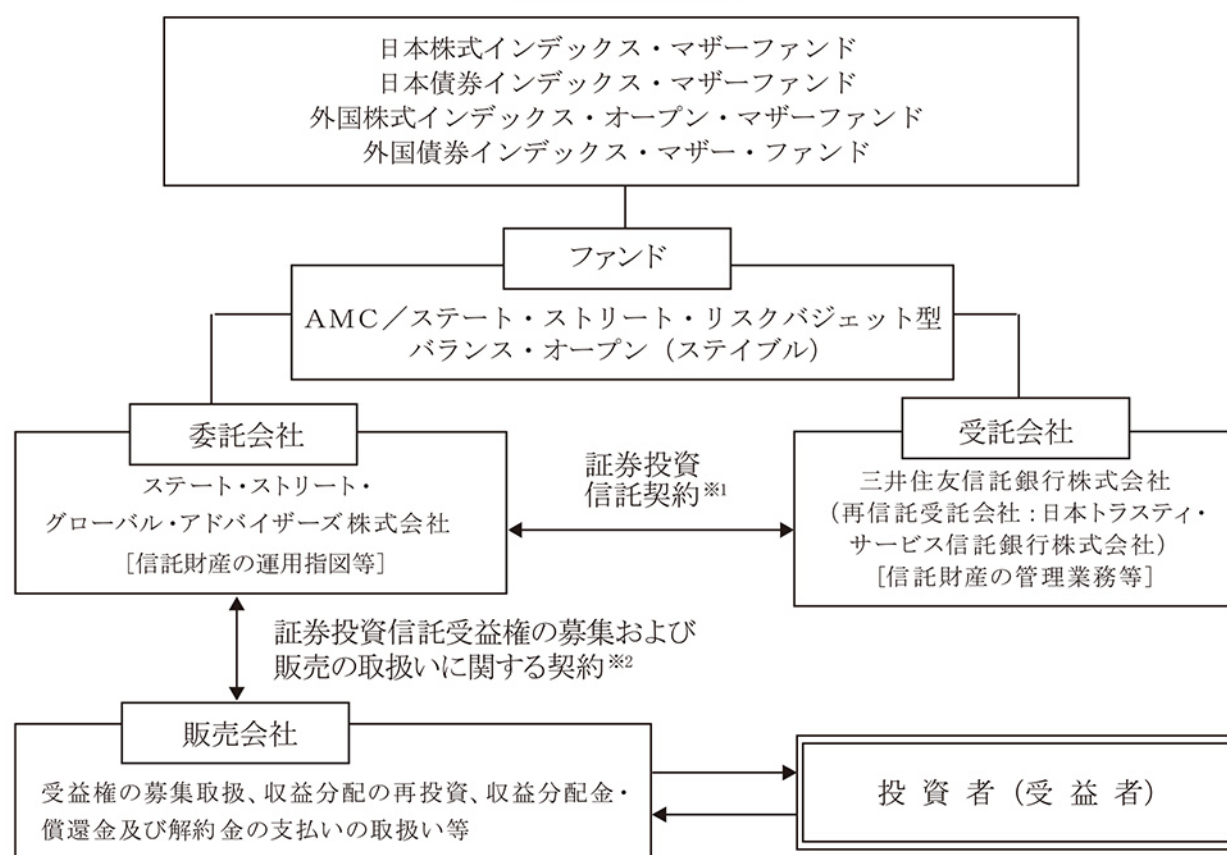 日本株式インデックス・マザーファンド
日本債券インデックス・マザーファンド
外国株式インデックス・オープン・マザーファンド
外国債券インデックス・マザー・ファンド
ファンド
AMC/ステート・ストリート・リスクバジェット型
バランス・オープン(ステイブル)
委託会社
ステート・ストリート・
グローバル・アドバイザーズ株式会社
[信託財産の運用指図等]
証券投資
信託契約※1
受託会社
三井住友信託銀行株式会社
(再信託受託会社:日本トラスティ・
サービス信託銀行株式会社)
[信託財産の管理業務等]
証券投資信託受益権の募集および
販売の取扱いに関する契約※2
販売会社
受益権の募集取扱、収益分配の再投資、収益分配金・
償還金及び解約金の支払いの取扱い等
投資者(受益者)